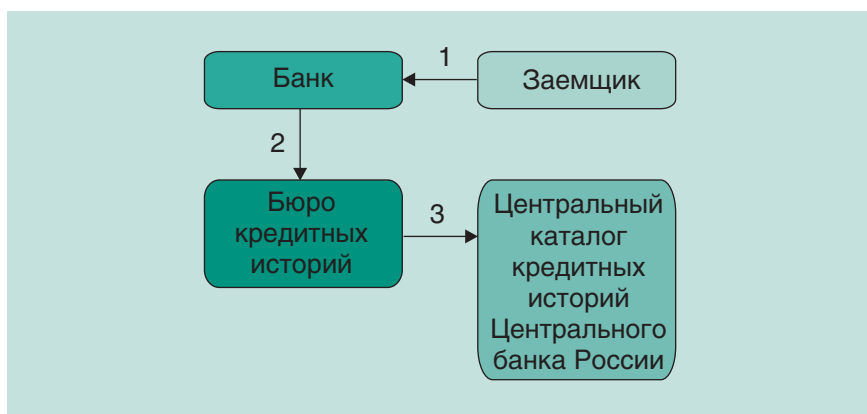 1
Банк
Заемщик
2
Бюро
кредитных
историй
3
Центральный
каталог
кредитных
историй
Центрального
банка России